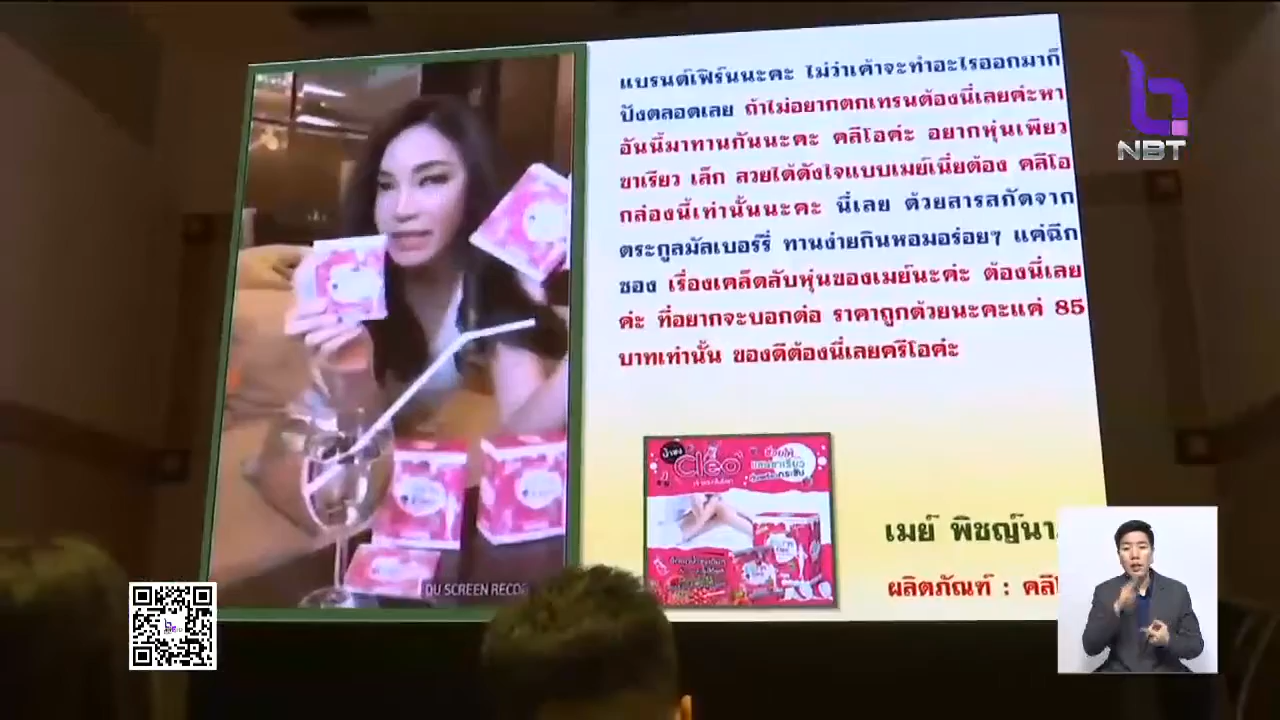 แบรนด์เฟิร์นนะคะ ไม่ว่าเค้าจะทำอะไรออกมาก็
ปังตลอดเลย ถ้าไม่อยากตกเทรนต้องนี่เลยค่ะหา
อันนี้มาทานกันนะคะ คลีโอค่ะ อยากหุ่นเพียว
ขาเรียว เล็ก สวยได้ดั่งใจแบบเมย์เนี่ยต้อง คลีโอ
กล่องนี้เท่านั้นนะคะ นี่เลย ด้วยสารสกัดจาก
ตระกูลมัลเบอร์รี่ ทานง่ายกินหอมอร่อยๆ แค่ฉีก
ซอง เรื่องเคล็ดลับหุ่นของเมย์นะค่ะ ต้องนี่เลย
ค่ะ ที่อยากจะบอกต่อ ราคาถูกด้วยนะคะแค่ 85
บาทเท่านั้น ของดีต้องนี่เลยครีโอค่ะ
NBT
Cleo
เมย์ พิชญ์นา
ผลิตภัณฑ์ :
DU SCREEN